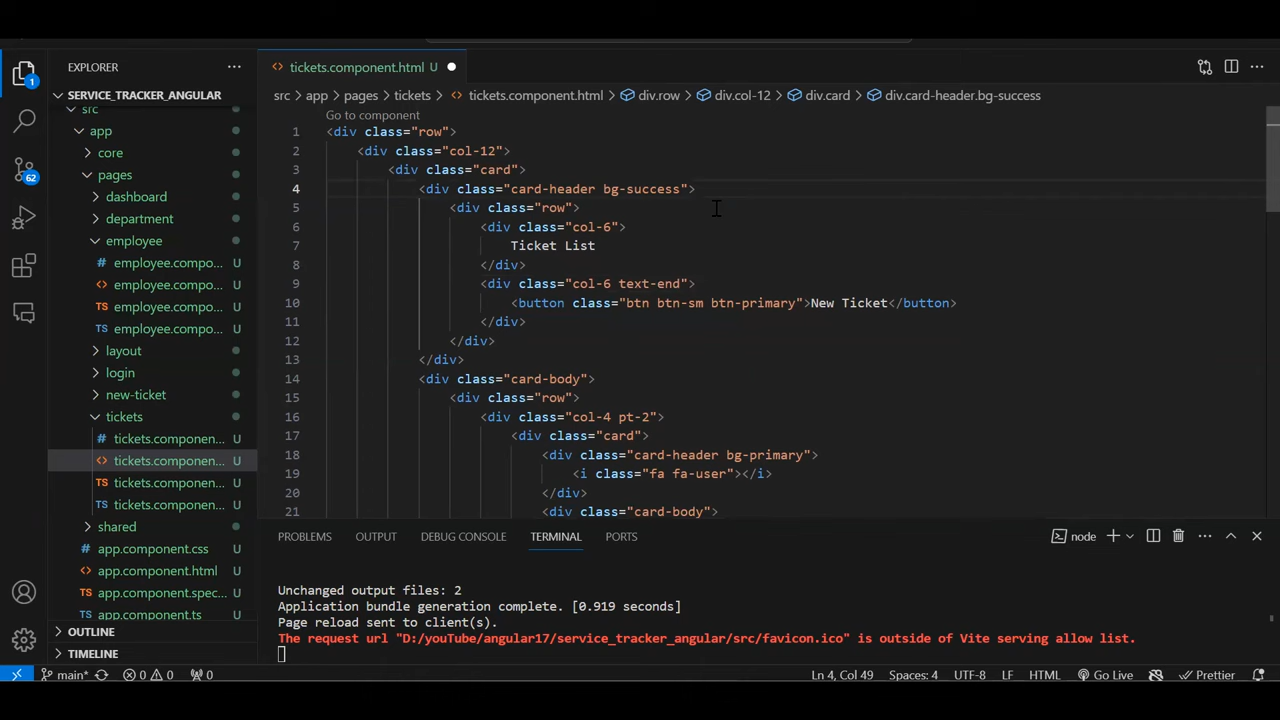 EXPLORER
tickets.component.html U
1
SERVICE_TRACKER_ANGULAR
src > app > pages > tickets > tickets.component.html > div.row > div.col-12 > div.card > div.card-header.bg-success
src
app
core
pages
dashboard
department
employee
employee.compo... U
employee.compo... U
employee.compo... U
employee.compo... U
layout
login
new-ticket
tickets
tickets.componen... U
tickets.componen... U
tickets.componen... U
tickets.componen... U
shared
app.component.css U
app.component.html U
app.component.spec... U
app.component.ts U
OUTLINE
TIMELINE
62
Go to component
1 <div class="row">
2 <div class="col-12">
3 <div class="card">
4 <div class="card-header bg-success">
5 <div class="row">
6 <div class="col-6">
7 Ticket List
8 </div>
9 <div class="col-6 text-end">
10 <button class="btn btn-sm btn-primary">New Ticket</button>
11 </div>
12 </div>
13 </div>
14 <div class="card-body">
15 <div class="row">
16 <div class="col-4 pt-2">
17 <div class="card">
18 <div class="card-header bg-primary">
19 <i class="fa fa-user"></i>
20 </div>
21 <div class="card-body">
PROBLEMS OUTPUT DEBUG CONSOLE TERMINAL PORTS node
Unchanged output files: 2
Application bundle generation complete. [0.919 seconds]
Page reload sent to client(s).
The request url "D:/youTube/angular17/service_tracker_angular/src/favicon.ico" is outside of Vite serving allow list.
main* 0 0 0 Ln 4, Col 49 Spaces: 4 UTF-8 LF HTML Go Live Prettier